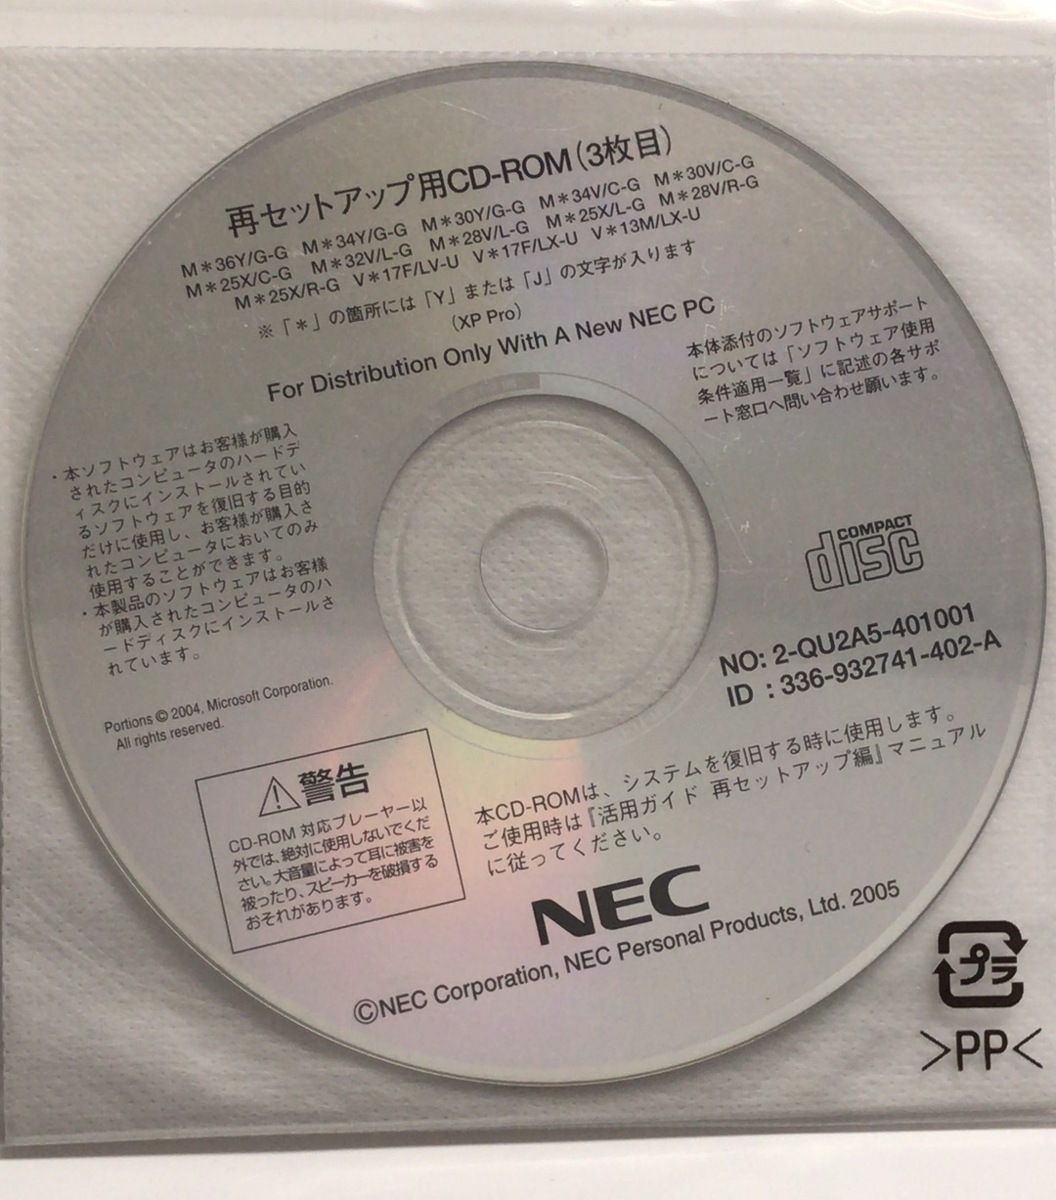 再セットアップ用CD-ROM（3枚目）
M＊36Y/G-G M＊34Y/G-G M＊30Y/G-G M＊34V/C-G M＊30V/C-G
M＊25X/C-G M＊32V/L-G M＊28V/L-G M＊25X/L-G M＊28V/R-G
M＊25X/R-G V＊17F/LV-U V＊17F/LX-U V＊13M/LX-U
※「＊」の箇所には「Y」または「J」の文字が入ります
（XP Pro）
For Distribution Only With A New NEC PC
本体添付のソフトウェアサポート
については「ソフトウェア使用
条件適用一覧」に記述の各サポ
ート窓口へ問い合わせ願います。
・本ソフトウェアはお客様が購入
されたコンピュータのハードデ
ィスクにインストールされてい
るソフトウェアを復旧する目的
だけに使用し、お客様が購入さ
れたコンピュータにおいてのみ
使用することができます。
・本製品のソフトウェアはお客様
が購入されたコンピュータのハ
ードディスクにインストールさ
れています。
COMPACT
disc
NO: 2-QU2A5-401001
ID : 336-932741-402-A
Portions © 2004, Microsoft Corporation.
All rights reserved.
警告
CD-ROM 対応プレーヤー以
外では、絶対に使用しないでくだ
さい。大音量によって耳に被害を
被ったり、スピーカーを破損する
おそれがあります。
本CD-ROMは、システムを復旧する時に使用します。
ご使用時は『活用ガイド 再セットアップ編』マニュアル
に従ってください。
NEC
©NEC Corporation, NEC Personal Products, Ltd. 2005
プラ
>PP<